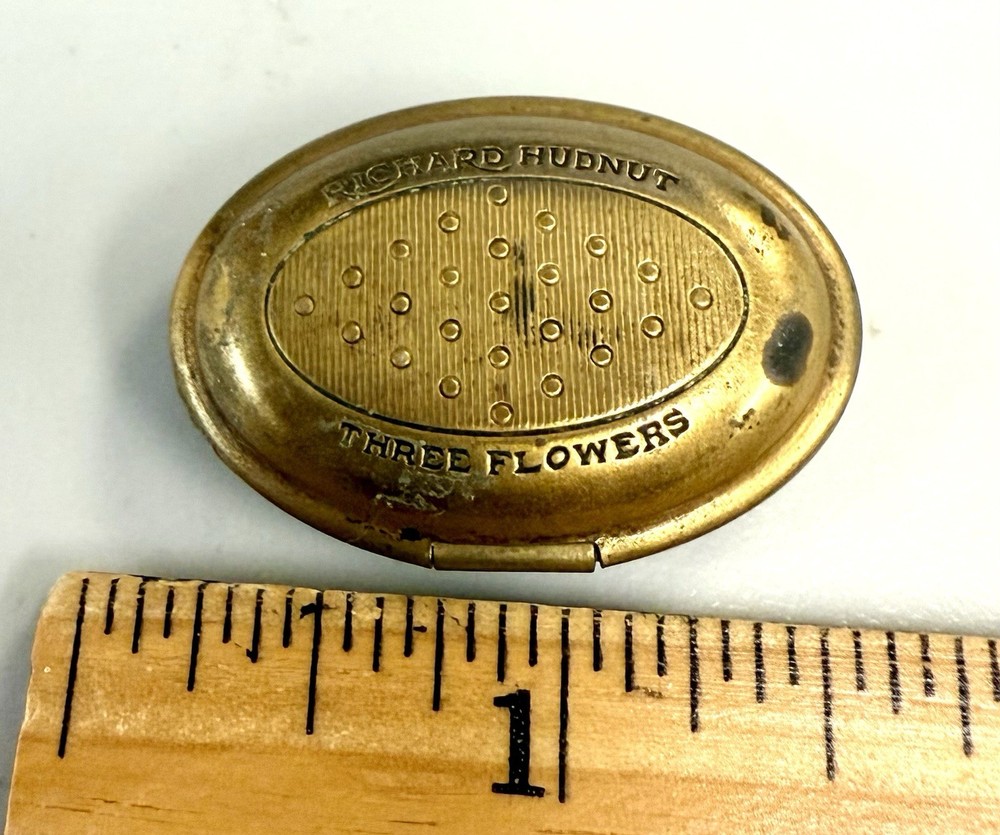 RICHARD HUDNUT
THREE FLOWERS
1